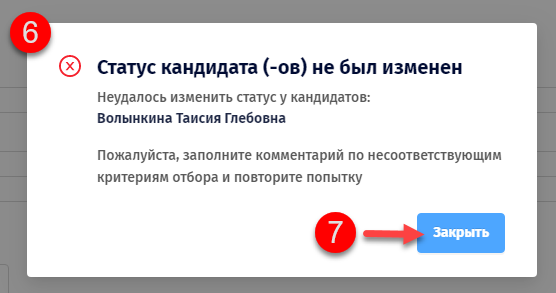 6
Статус кандидата (-ов) не был изменен
Неудалось изменить статус у кандидатов:
Волынкина Таисия Глебовна
Пожалуйста, заполните комментарий по несоответствующим
критериям отбора и повторите попытку
7
Закрыть